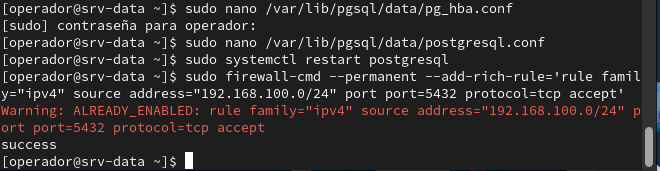 [operador@srv-data ~]$ sudo nano /var/lib/pgsql/data/pg_hba.conf
[sudo] contraseña para operador:
[operador@srv-data ~]$ sudo nano /var/lib/pgsql/data/postgresql.conf
[operador@srv-data ~]$ sudo systemctl restart postgresql
[operador@srv-data ~]$ sudo firewall-cmd --permanent --add-rich-rule='rule famil
y="ipv4" source address="192.168.100.0/24" port port=5432 protocol=tcp accept'
Warning: ALREADY_ENABLED: rule family="ipv4" source address="192.168.100.0/24" p
ort port=5432 protocol=tcp accept
success
[operador@srv-data ~]$